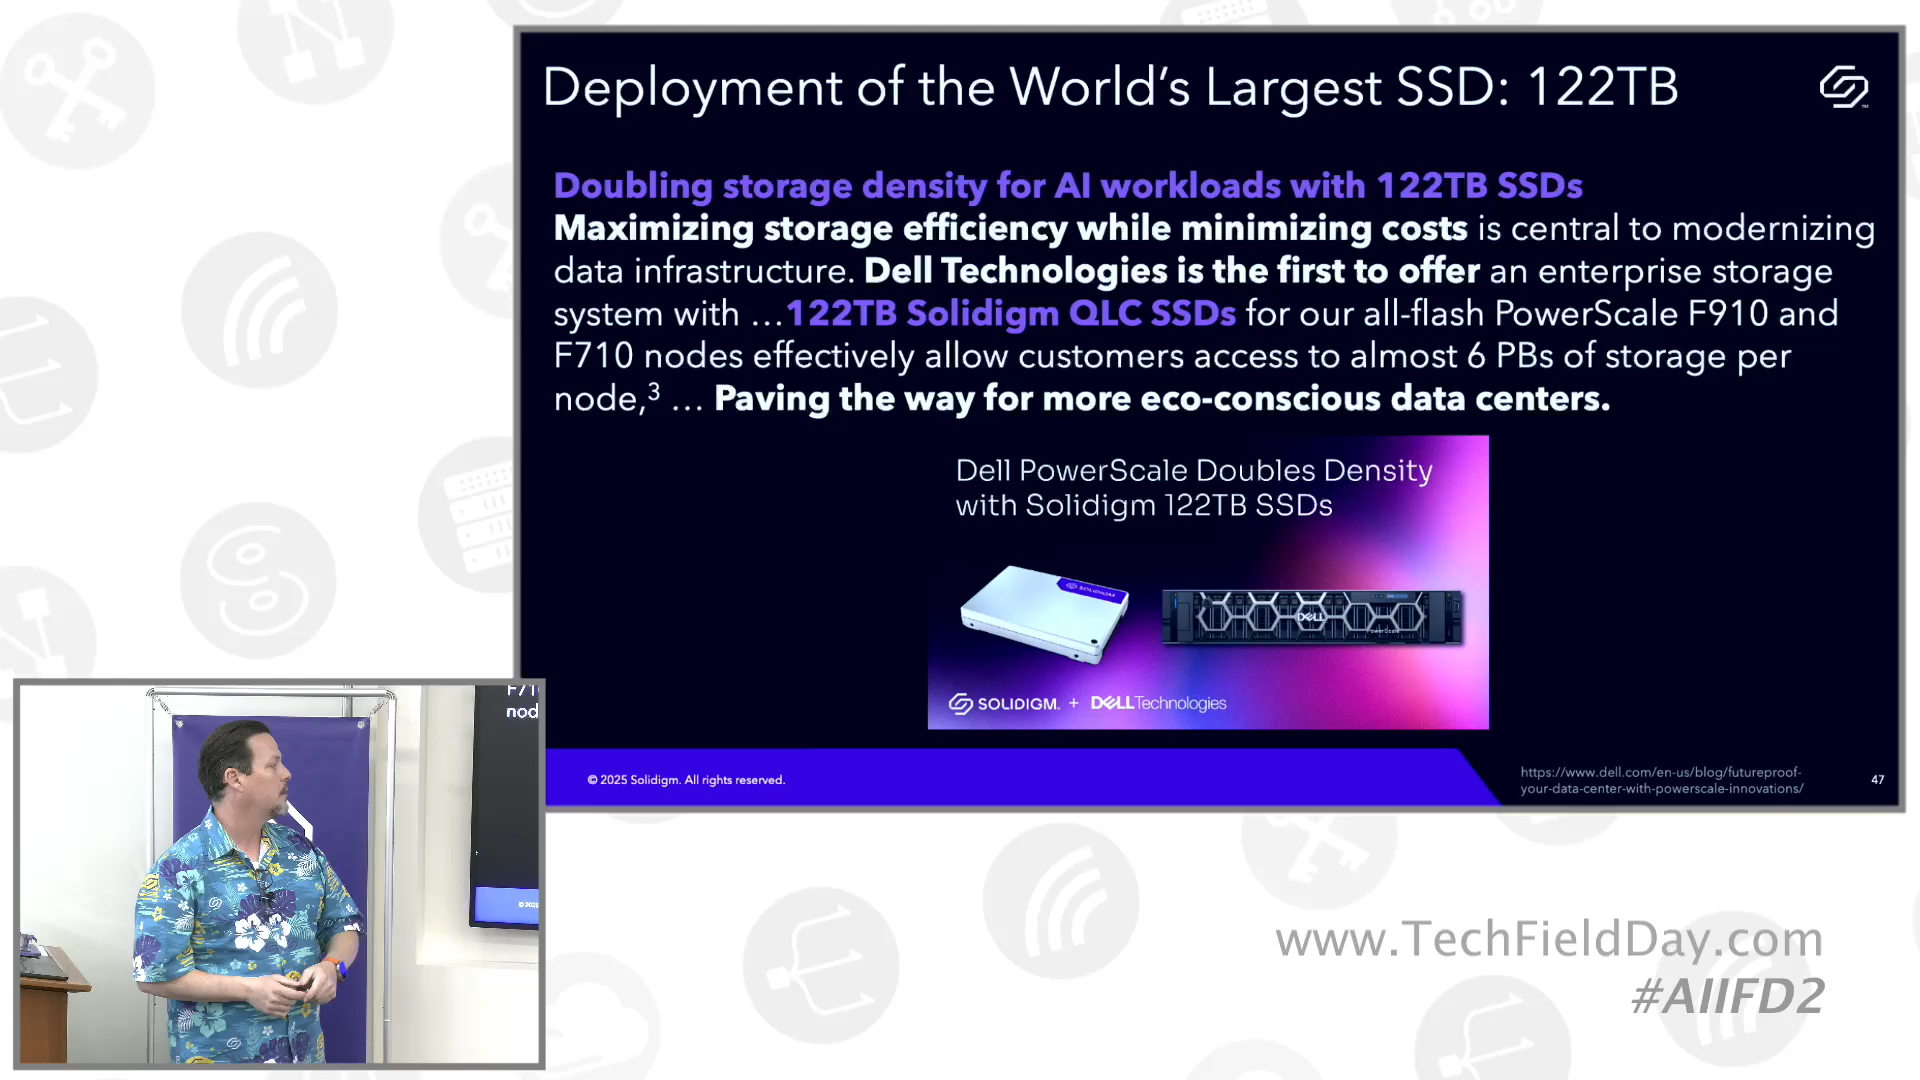 Deployment of the World's Largest SSD: 122TB
Doubling storage density for AI workloads with 122TB SSDs
Maximizing storage efficiency while minimizing costs is central to modernizing
data infrastructure. Dell Technologies is the first to offer an enterprise storage
system with …122TB Solidigm QLC SSDs for our all-flash PowerScale F910 and
F710 nodes effectively allow customers access to almost 6 PBs of storage per
node,³ … Paving the way for more eco-conscious data centers.
Dell PowerScale Doubles Density
with Solidigm 122TB SSDs
SOLIDIGM
DELL
PowerScale
SOLIDIGM. + DELLTechnologies
© 2025 Solidigm. All rights reserved.
https://www.dell.com/en-us/blog/futureproof-
your-data-center-with-powerscale-innovations/
47
F710
nod
© 2025
www.TechFieldDay.com
#AIIFD2